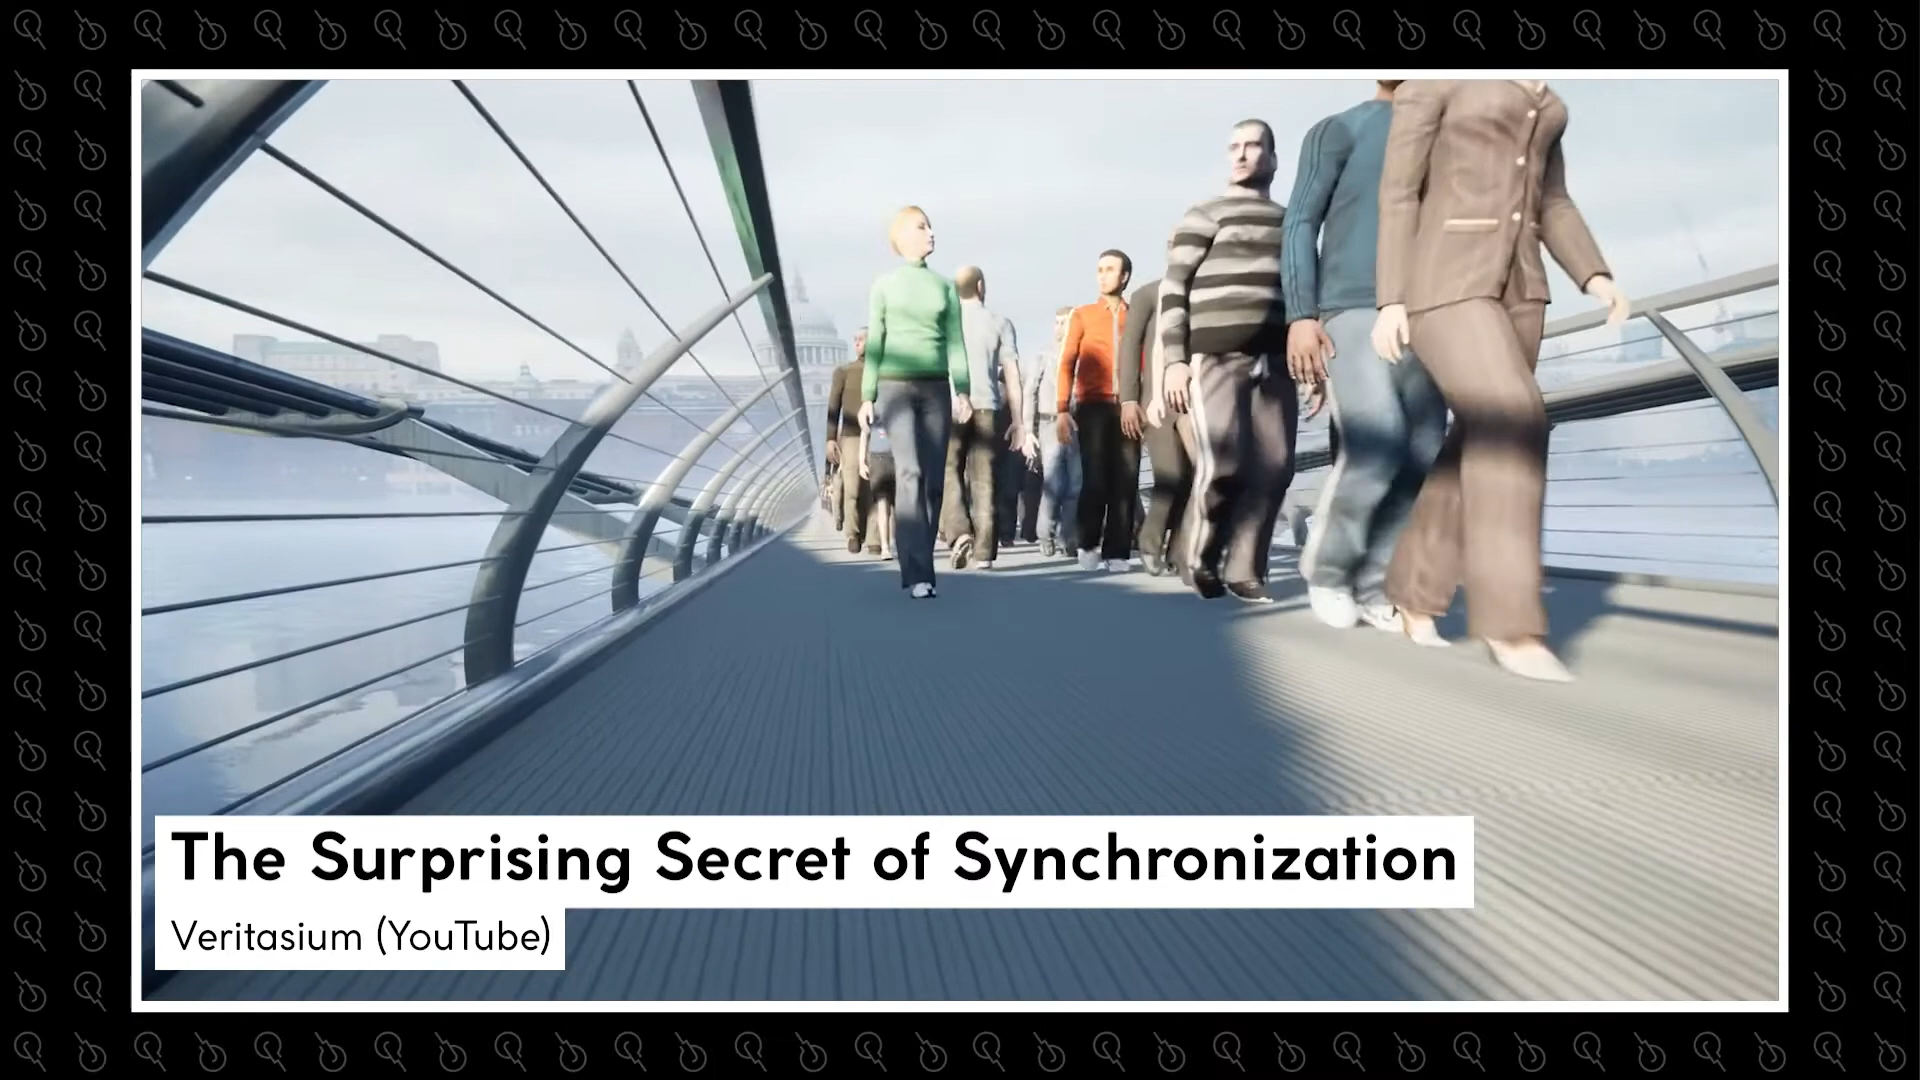 The Surprising Secret of Synchronization
Veritasium (YouTube)